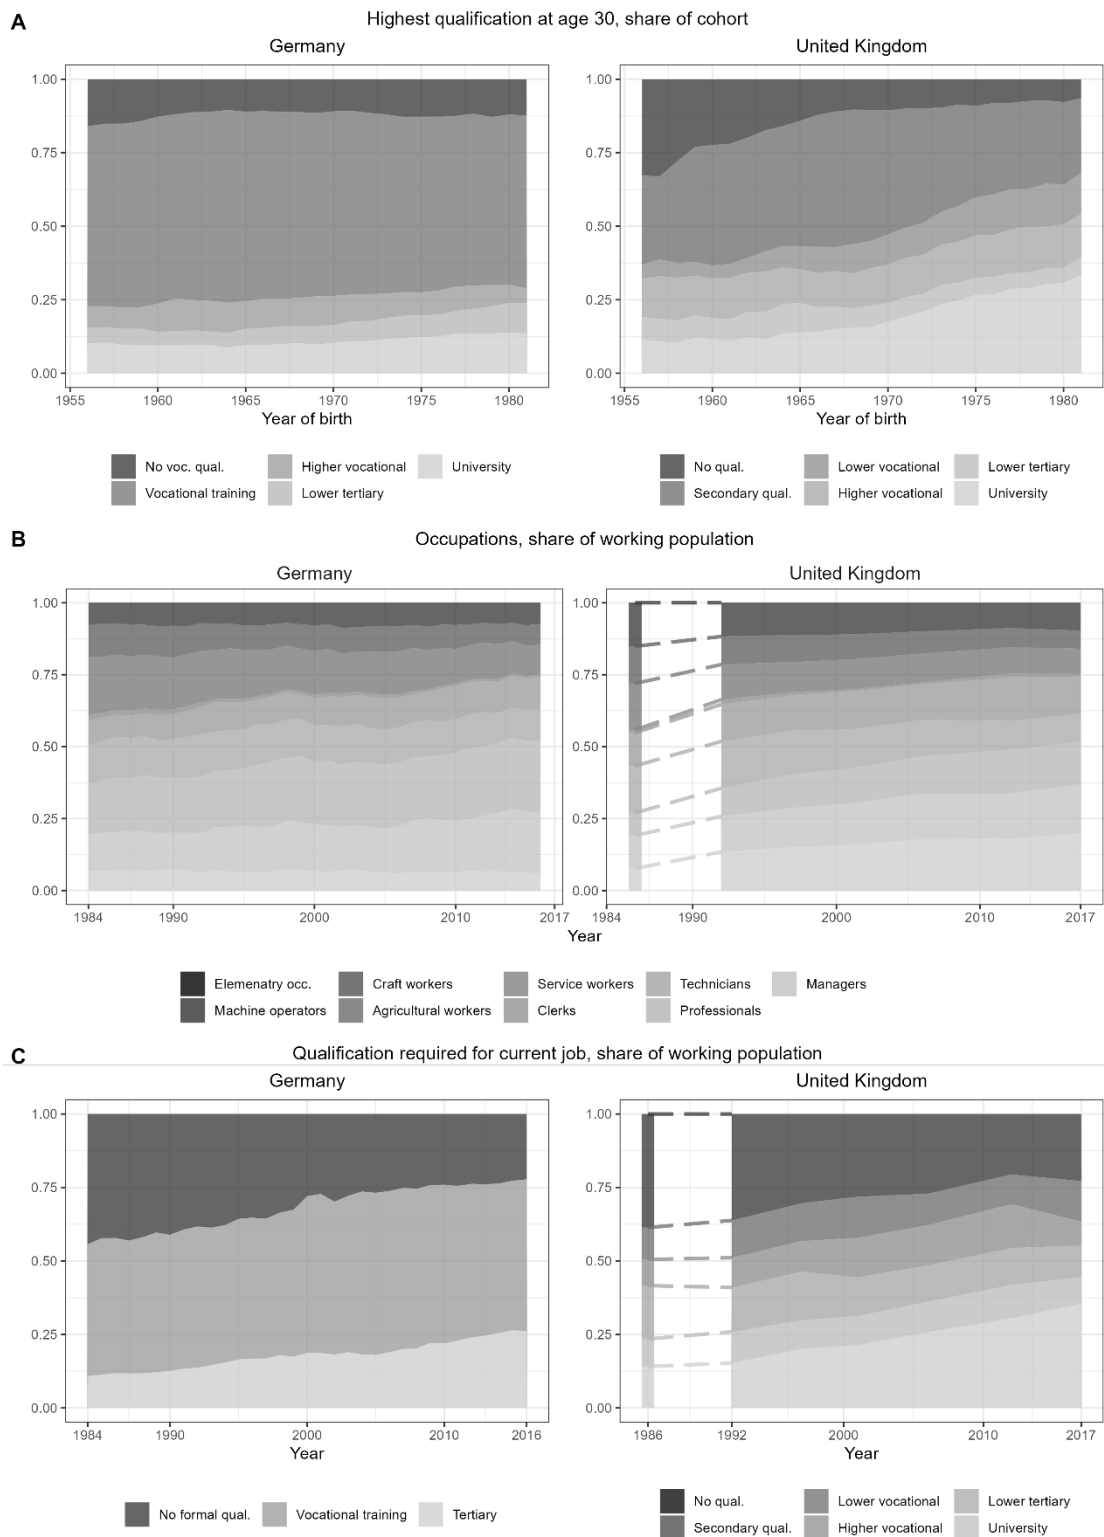 A
Highest qualification at age 30, share of cohort
Germany
United Kingdom
1.00
0.75
0.50
0.25
0.00
1955 1960 1965 1970 1975 1980
Year of birth
1.00
0.75
0.50
0.25
0.00
1955 1960 1965 1970 1975 1980
Year of birth
No voc. qual. Higher vocational University
Vocational training Lower tertiary
No qual. Lower vocational Lower tertiary
Secondary qual. Higher vocational University
B
Occupations, share of working population
Germany
United Kingdom
1.00
0.75
0.50
0.25
0.00
1984 1990 2000 2010 2017
1.00
0.75
0.50
0.25
0.00
1984 1990 2000 2010 2017
Year
Elemenatry occ. Craft workers Service workers Technicians Managers
Machine operators Agricultural workers Clerks Professionals
C
Qualification required for current job, share of working population
Germany
United Kingdom
1.00
0.75
0.50
0.25
0.00
1984 1990 2000 2010 2016
Year
1.00
0.75
0.50
0.25
0.00
1986 1992 2000 2010 2017
Year
No formal qual. Vocational training Tertiary
No qual. Lower vocational Lower tertiary
Secondary qual. Higher vocational University